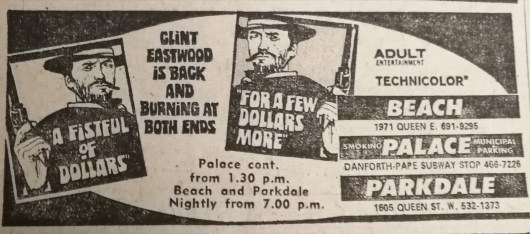 CLINT
EASTWOOD
IS BACK
AND
BURNING AT
BOTH ENDS
"A FISTFUL
OF
DOLLARS"
"FOR A FEW
DOLLARS
MORE"
Palace cont.
from 1.30 p.m.
Beach and Parkdale
Nightly from 7.00 p.m.
ADULT
ENTERTAINMENT
TECHNICOLOR®
BEACH
1971 QUEEN E. 691-9295
SMOKING PALACE MUNICIPAL PARKING
DANFORTH-PAPE SUBWAY STOP 466-7226
PARKDALE
1605 QUEEN ST. W. 532-1373